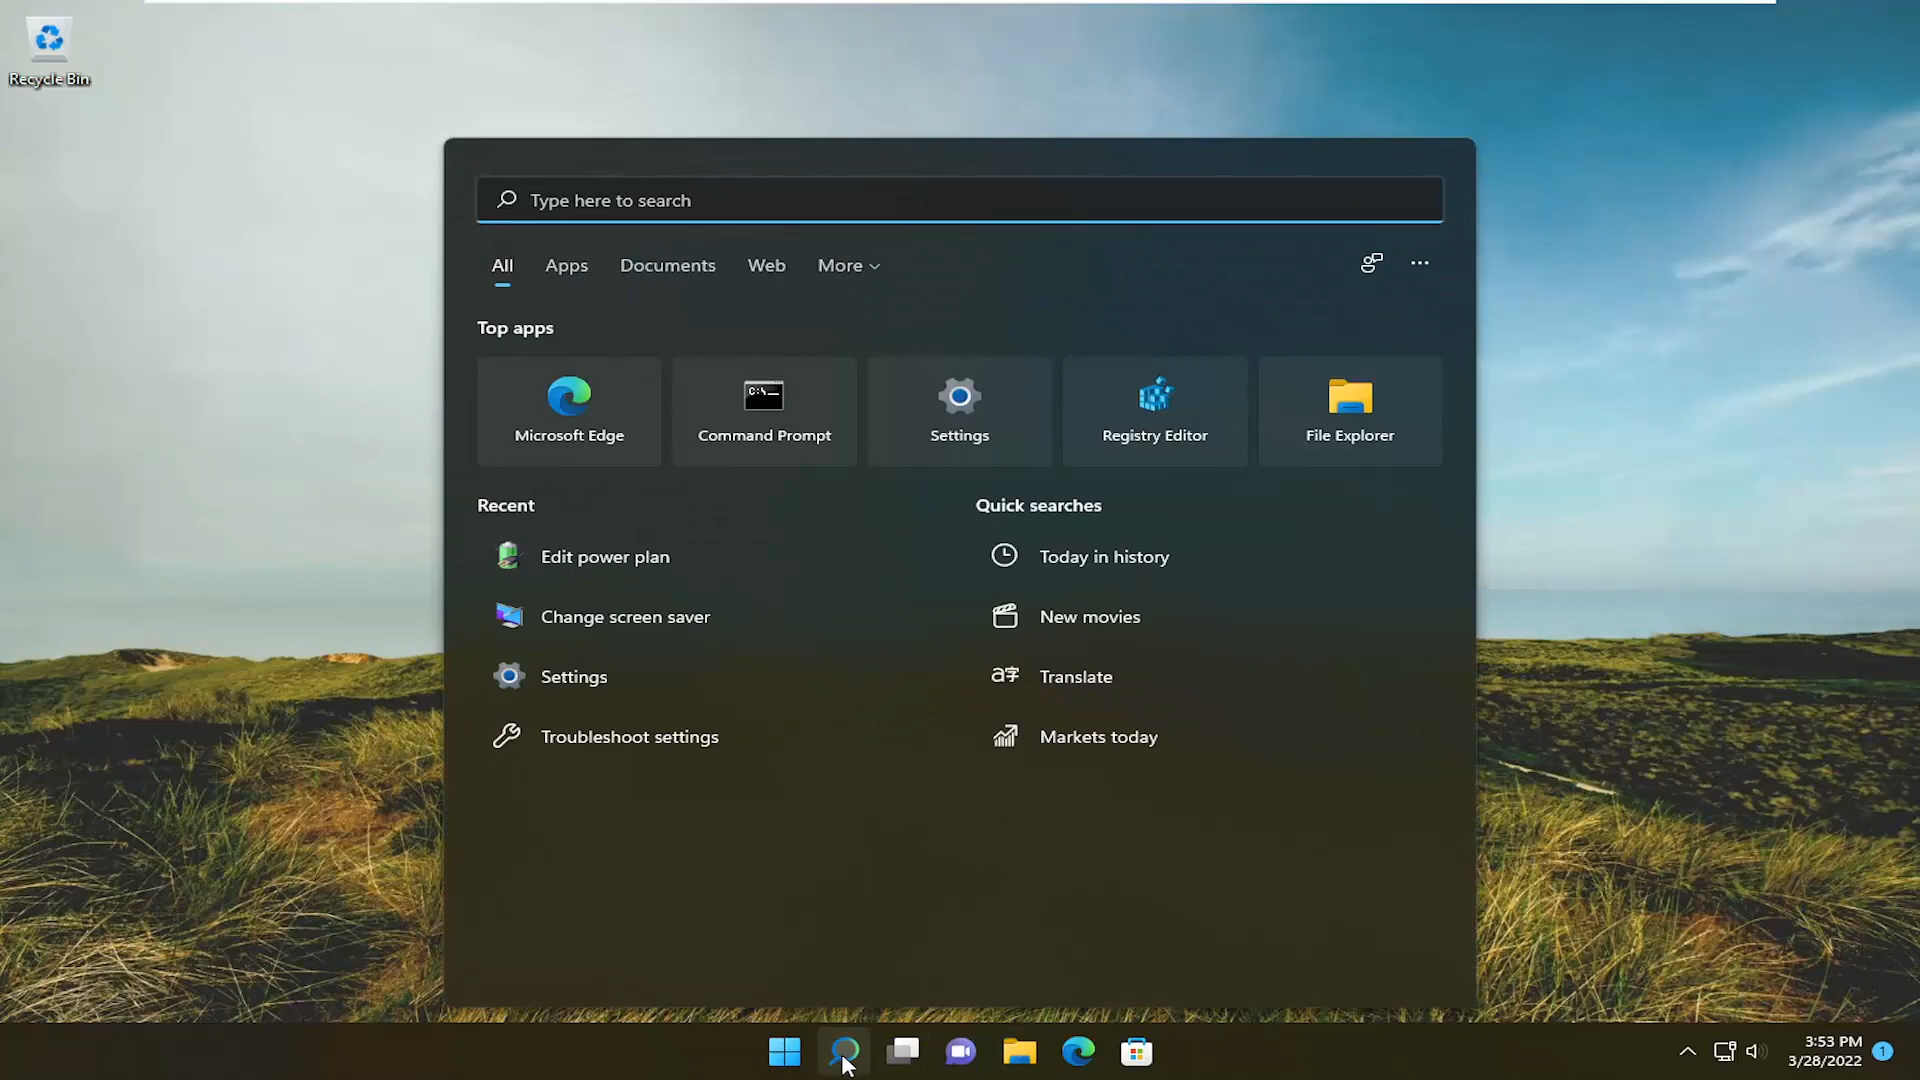 Recycle Bin
Type here to search
All Apps Documents Web More
Top apps
Microsoft Edge
C:\
Command Prompt
Settings
Registry Editor
File Explorer
Recent
Edit power plan
Change screen saver
Settings
Troubleshoot settings
Quick searches
Today in history
New movies
a字 Translate
Markets today
3:53 PM
3/28/2022
1